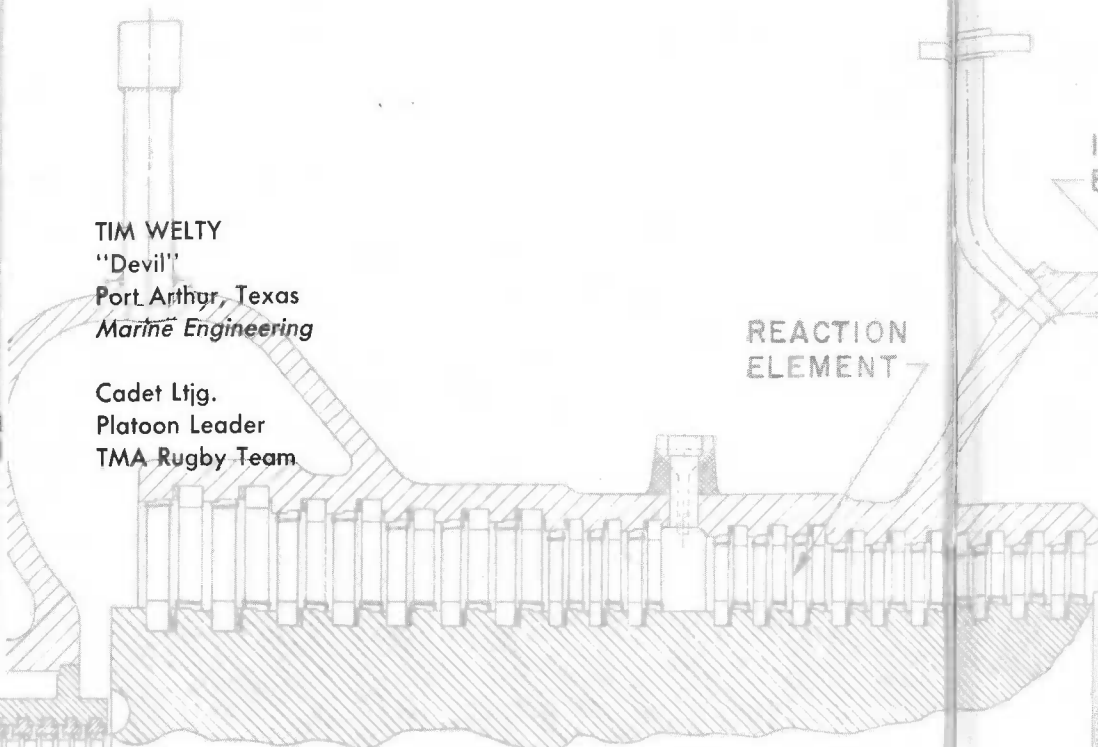 TIM WELTY
"Devil"
Port Arthur, Texas
Marine Engineering
Cadet Ltjg.
Platoon Leader
TMA Rugby Team
REACTION
ELEMENT